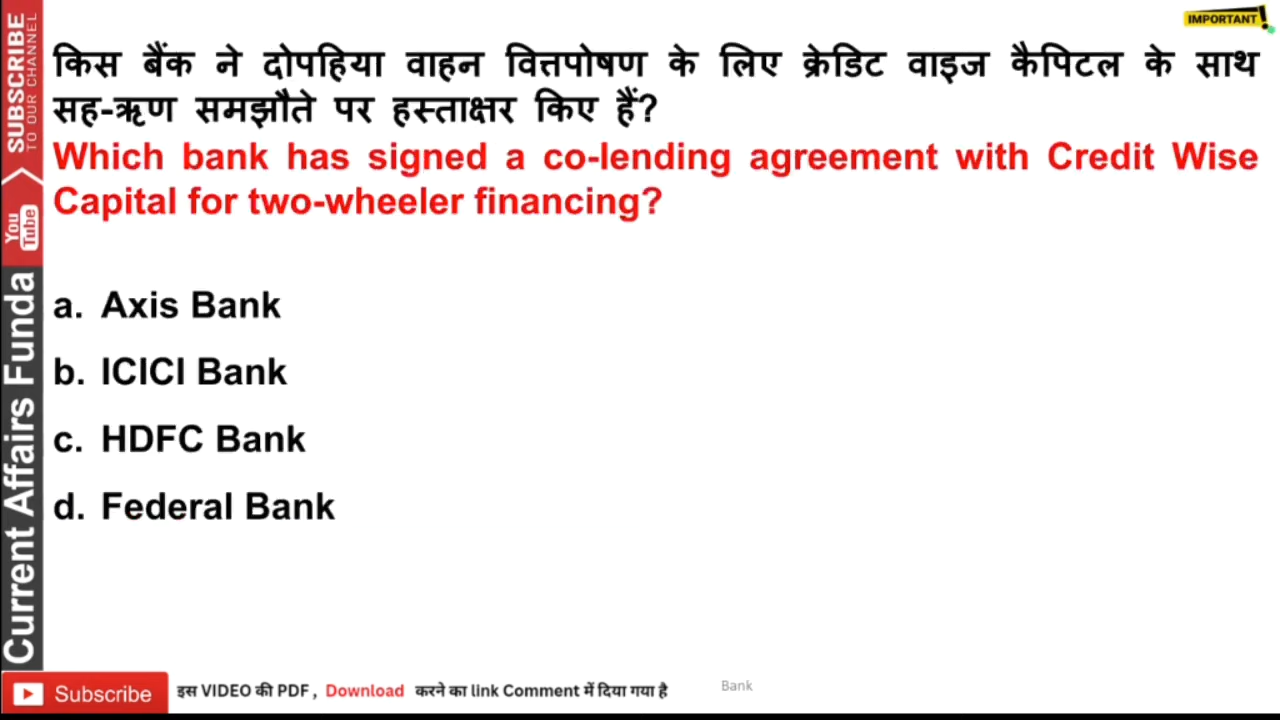 IMPORTANT !
किस बैंक ने दोपहिया वाहन वित्तपोषण के लिए क्रेडिट वाइज कैपिटल के साथ
सह-ऋण समझौते पर हस्ताक्षर किए हैं?
Which bank has signed a co-lending agreement with Credit Wise
Capital for two-wheeler financing?
a. Axis Bank
b. ICICI Bank
c. HDFC Bank
d. Federal Bank
SUBSCRIBE
TO OUR CHANNEL
You
Tube
Current Affairs Funda
Subscribe
इस VIDEO की PDF , Download करने का link Comment में दिया गया है
Bank